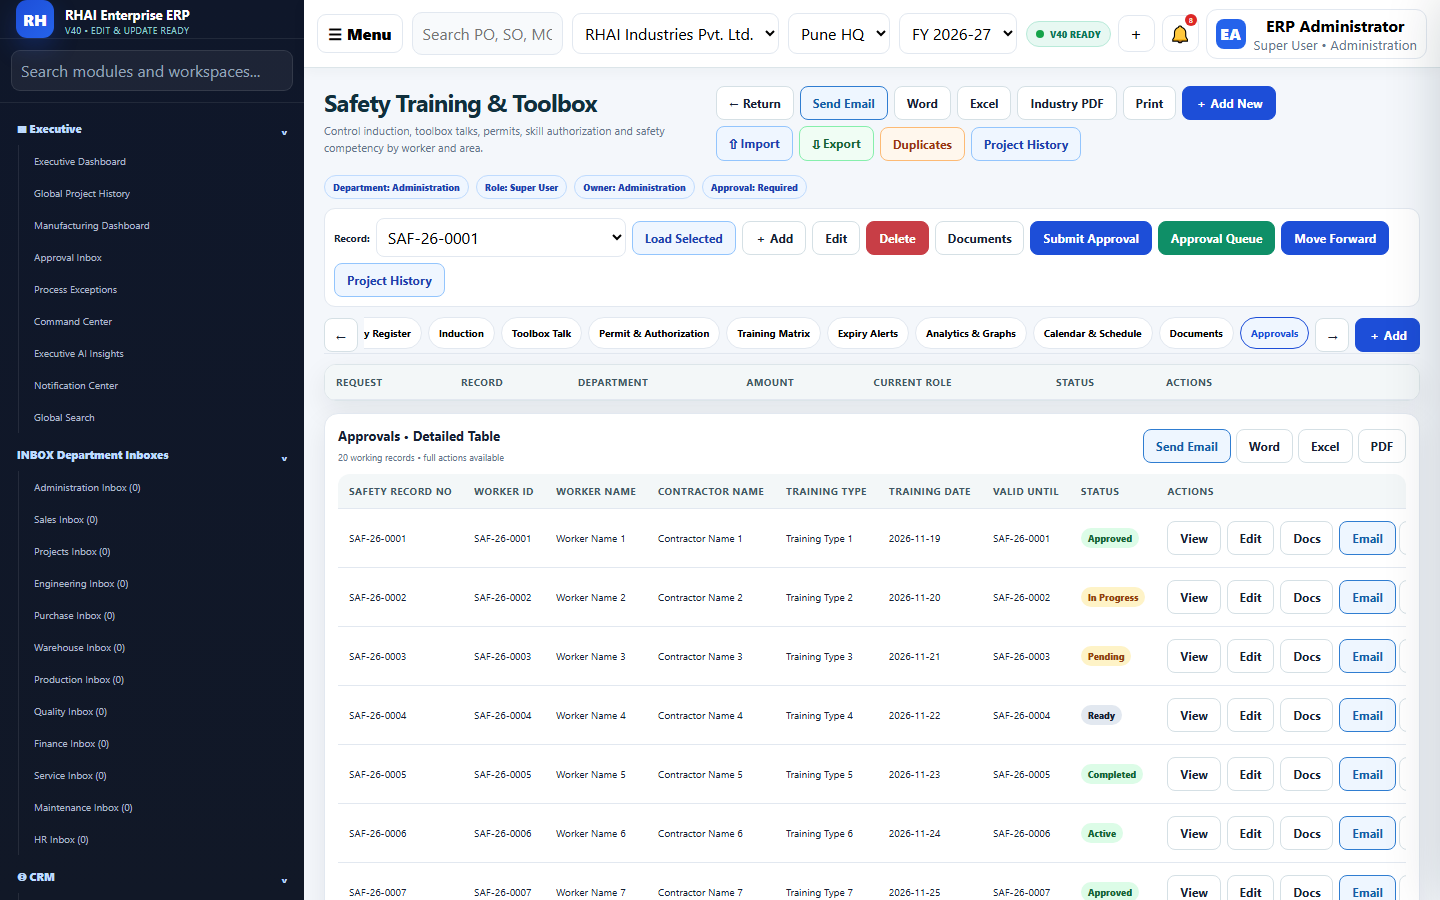 RH
RHAI Enterprise ERP
V40 • EDIT & UPDATE READY
☰ Menu
Search PO, SO, MC
RHAI Industries Pvt. Ltd.
Pune HQ
FY 2026-27
V40 READY
+
8
EA
ERP Administrator
Super User • Administration
Search modules and workspaces...
Executive
Executive Dashboard
Global Project History
Manufacturing Dashboard
Approval Inbox
Process Exceptions
Command Center
Executive AI Insights
Notification Center
Global Search
INBOX Department Inboxes
Administration Inbox (0)
Sales Inbox (0)
Projects Inbox (0)
Engineering Inbox (0)
Purchase Inbox (0)
Warehouse Inbox (0)
Production Inbox (0)
Quality Inbox (0)
Finance Inbox (0)
Service Inbox (0)
Maintenance Inbox (0)
HR Inbox (0)
CRM
Safety Training & Toolbox
Control induction, toolbox talks, permits, skill authorization and safety
competency by worker and area.
← Return
Send Email
Word
Excel
Industry PDF
Print
+ Add New
⇧ Import
⇩ Export
Duplicates
Project History
Department: Administration
Role: Super User
Owner: Administration
Approval: Required
Record:
SAF-26-0001
Load Selected
+ Add
Edit
Delete
Documents
Submit Approval
Approval Queue
Move Forward
Project History
←
y Register
Induction
Toolbox Talk
Permit & Authorization
Training Matrix
Expiry Alerts
Analytics & Graphs
Calendar & Schedule
Documents
Approvals
→
+ Add
REQUEST RECORD DEPARTMENT AMOUNT CURRENT ROLE STATUS ACTIONS
Approvals • Detailed Table
20 working records • full actions available
Send Email
Word
Excel
PDF
SAFETY RECORD NO WORKER ID WORKER NAME CONTRACTOR NAME TRAINING TYPE TRAINING DATE VALID UNTIL STATUS ACTIONS
SAF-26-0001 SAF-26-0001 Worker Name 1 Contractor Name 1 Training Type 1 2026-11-19 SAF-26-0001 Approved View Edit Docs Email
SAF-26-0002 SAF-26-0002 Worker Name 2 Contractor Name 2 Training Type 2 2026-11-20 SAF-26-0002 In Progress View Edit Docs Email
SAF-26-0003 SAF-26-0003 Worker Name 3 Contractor Name 3 Training Type 3 2026-11-21 SAF-26-0003 Pending View Edit Docs Email
SAF-26-0004 SAF-26-0004 Worker Name 4 Contractor Name 4 Training Type 4 2026-11-22 SAF-26-0004 Ready View Edit Docs Email
SAF-26-0005 SAF-26-0005 Worker Name 5 Contractor Name 5 Training Type 5 2026-11-23 SAF-26-0005 Completed View Edit Docs Email
SAF-26-0006 SAF-26-0006 Worker Name 6 Contractor Name 6 Training Type 6 2026-11-24 SAF-26-0006 Active View Edit Docs Email
SAF-26-0007 SAF-26-0007 Worker Name 7 Contractor Name 7 Training Type 7 2026-11-25 SAF-26-0007 Approved View Edit Docs Email